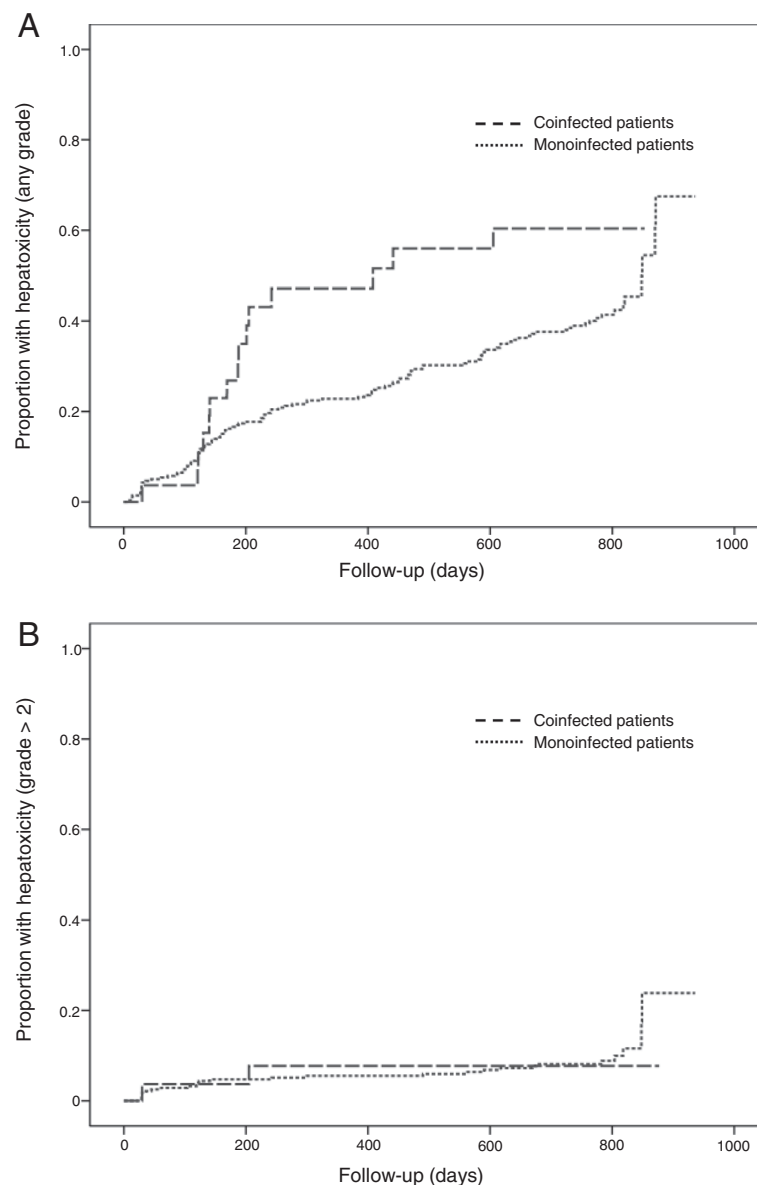 A
Proportion with hepatoxicity (any grade)
1.0
0.8
0.6
0.4
0.2
0
Coinfected patients
Monoinfected patients
0 200 400 600 800 1000
Follow-up (days)
B
Proportion with hepatoxicity (grade > 2)
1.0
0.8
0.6
0.4
0.2
0
Coinfected patients
Monoinfected patients
0 200 400 600 800 1000
Follow-up (days)